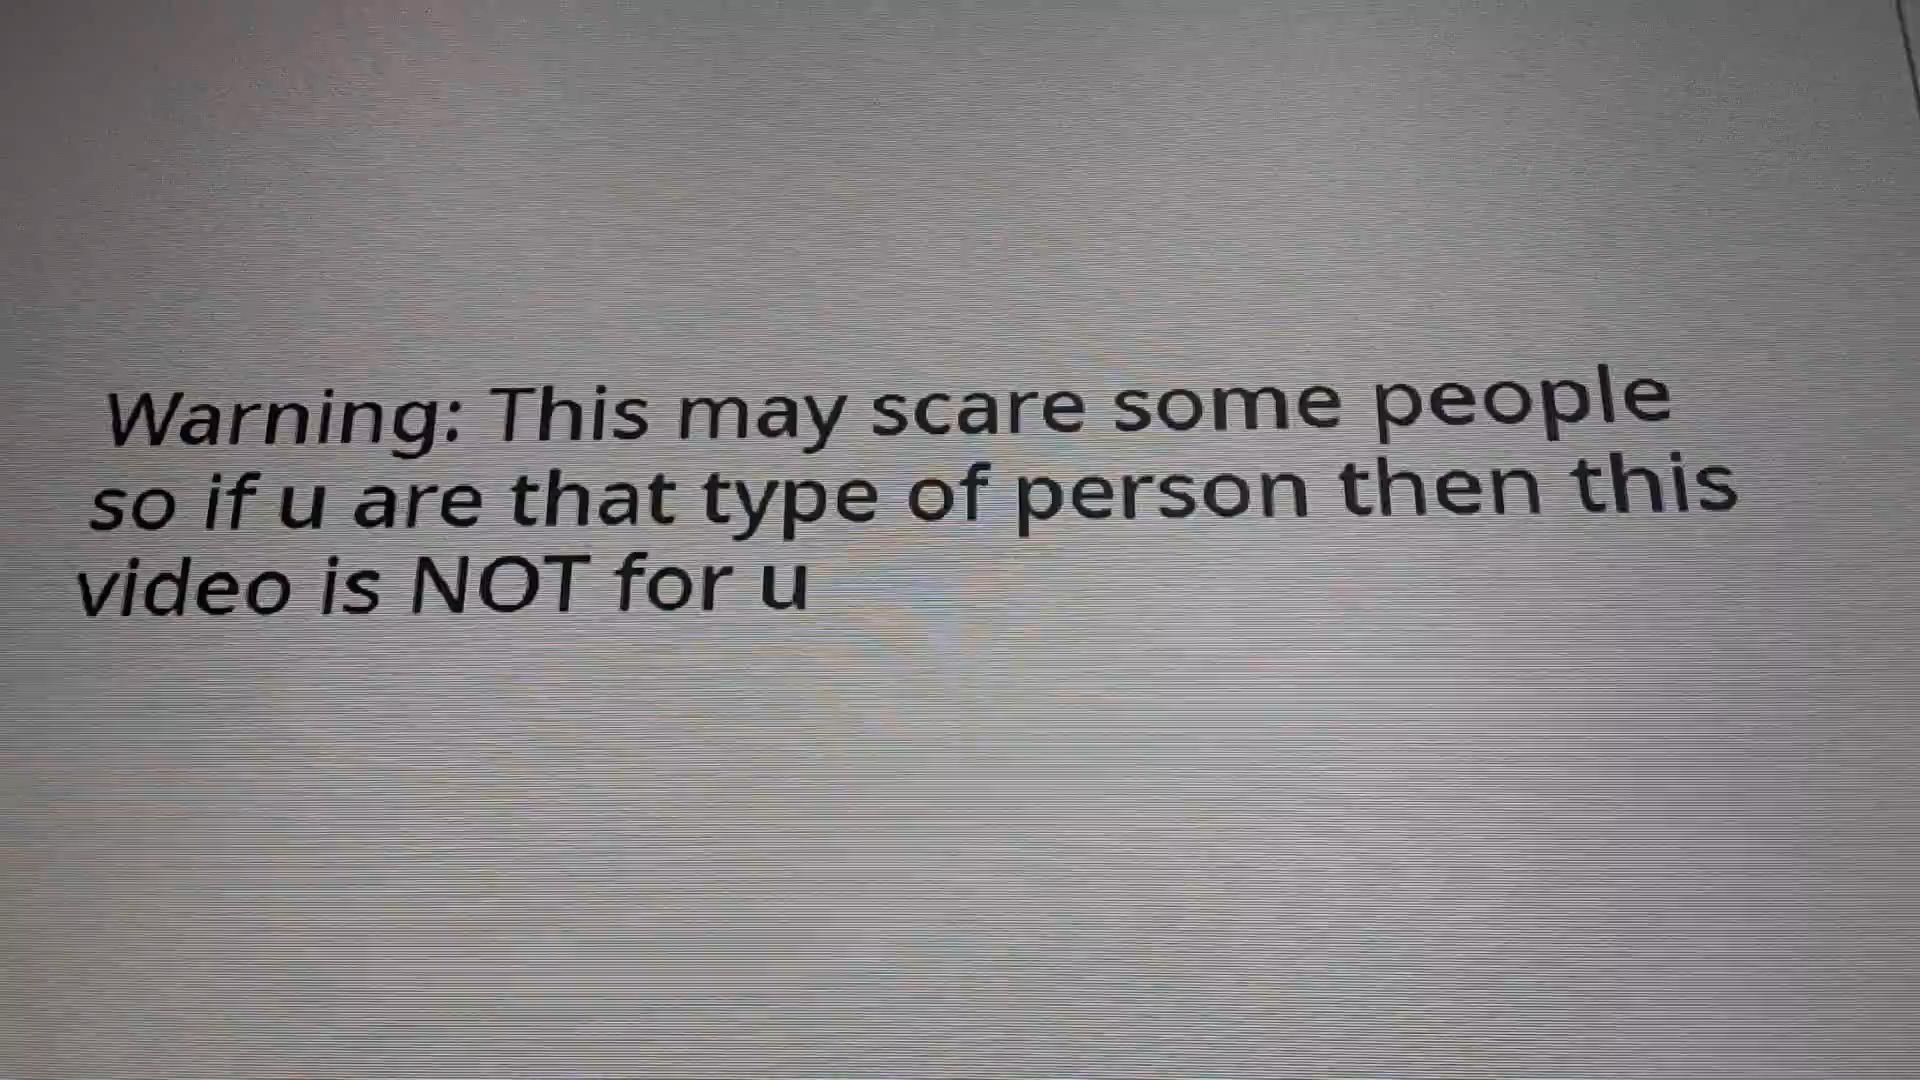 Warning: This may scare some people
so if u are that type of person then this
video is NOT for u